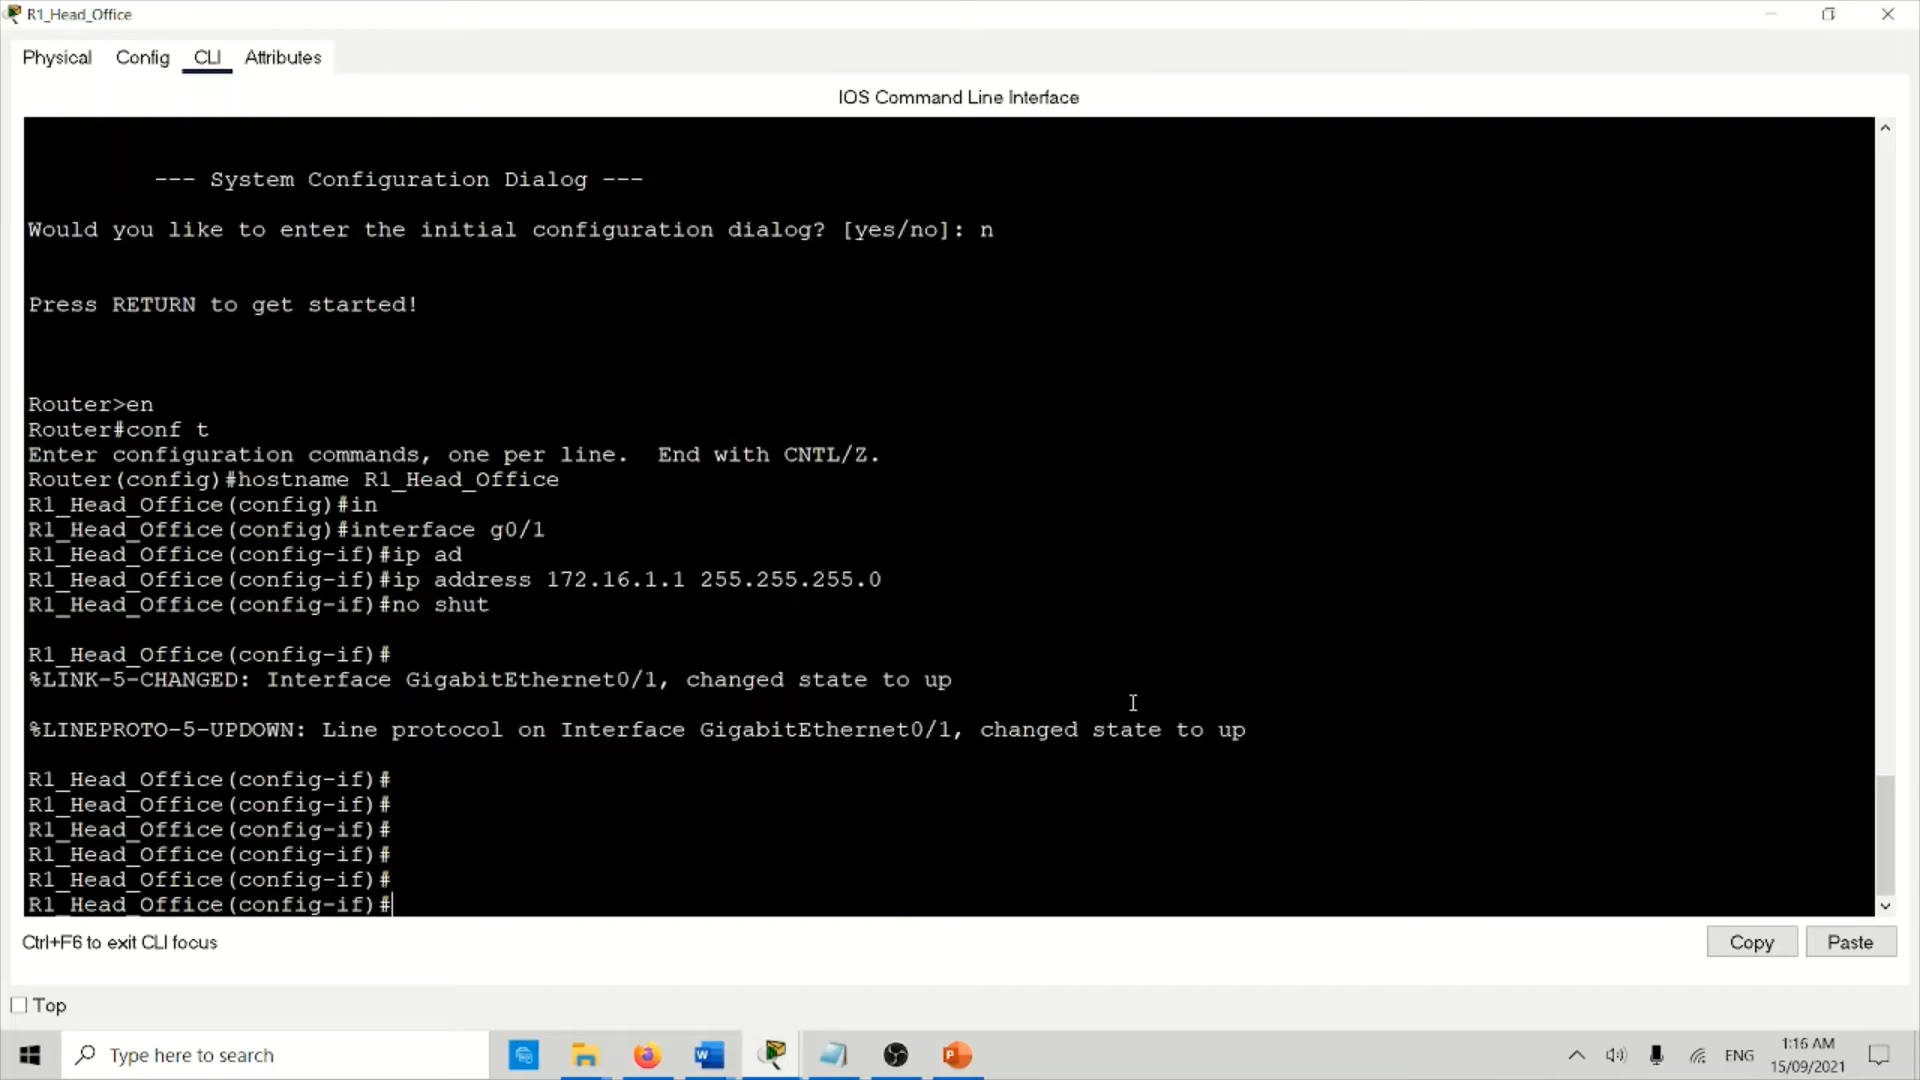 R1_Head_Office
Physical Config CLI Attributes
IOS Command Line Interface
--- System Configuration Dialog ---
Would you like to enter the initial configuration dialog? [yes/no]: n
Press RETURN to get started!
Router>en
Router#conf t
Enter configuration commands, one per line.  End with CNTL/Z.
Router(config)#hostname R1_Head_Office
R1_Head_Office(config)#in
R1_Head_Office(config)#interface g0/1
R1_Head_Office(config-if)#ip ad
R1_Head_Office(config-if)#ip address 172.16.1.1 255.255.255.0
R1_Head_Office(config-if)#no shut
R1_Head_Office(config-if)#
%LINK-5-CHANGED: Interface GigabitEthernet0/1, changed state to up
%LINEPROTO-5-UPDOWN: Line protocol on Interface GigabitEthernet0/1, changed state to up
R1_Head_Office(config-if)#
R1_Head_Office(config-if)#
R1_Head_Office(config-if)#
R1_Head_Office(config-if)#
R1_Head_Office(config-if)#
R1_Head_Office(config-if)#
Ctrl+F6 to exit CLI focus
Copy Paste
Top
Type here to search
ENG
1:16 AM
15/09/2021